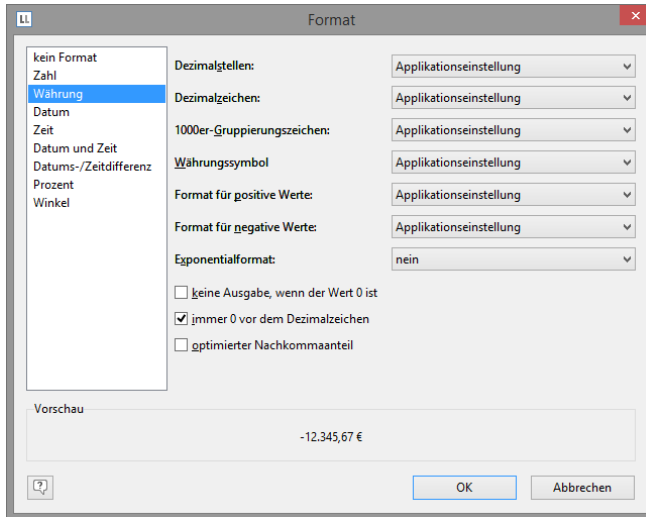 LL
Format
kein Format
Zahl
Währung
Datum
Zeit
Datum und Zeit
Datums-/Zeitdifferenz
Prozent
Winkel
Dezimalstellen: Applikationseinstellung
Dezimalzeichen: Applikationseinstellung
1000er-Gruppierungszeichen: Applikationseinstellung
Währungssymbol Applikationseinstellung
Format für positive Werte: Applikationseinstellung
Format für negative Werte: Applikationseinstellung
Exponentialformat: nein
keine Ausgabe, wenn der Wert 0 ist
immer 0 vor dem Dezimalzeichen
optimierter Nachkommaanteil
Vorschau
-12.345,67 €
?
OK Abbrechen